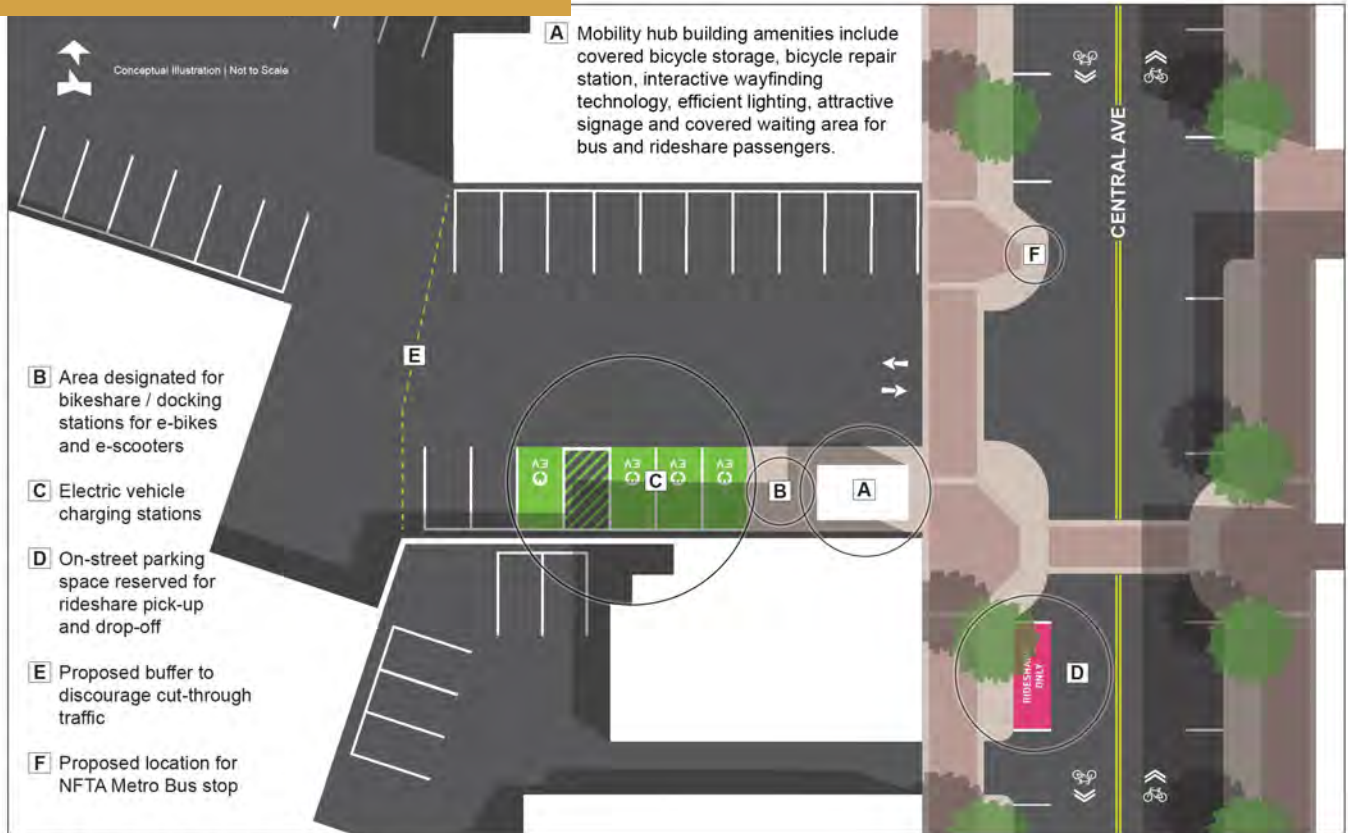 Conceptual Illustration | Not to Scale
A Mobility hub building amenities include
covered bicycle storage, bicycle repair
station, interactive wayfinding
technology, efficient lighting, attractive
signage and covered waiting area for
bus and rideshare passengers.
CENTRAL AVE
F
E
B Area designated for
bikeshare / docking
stations for e-bikes
and e-scooters
C Electric vehicle
charging stations
D On-street parking
space reserved for
rideshare pick-up
and drop-off
E Proposed buffer to
discourage cut-through
traffic
F Proposed location for
NFTA Metro Bus stop
EV
EV
EV
EV
C
B
A
ONLY
D